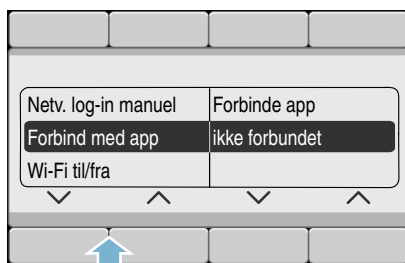 Netv. log-in manuel
Forbinde app
Forbind med app
ikke forbundet
Wi-Fi til/fra